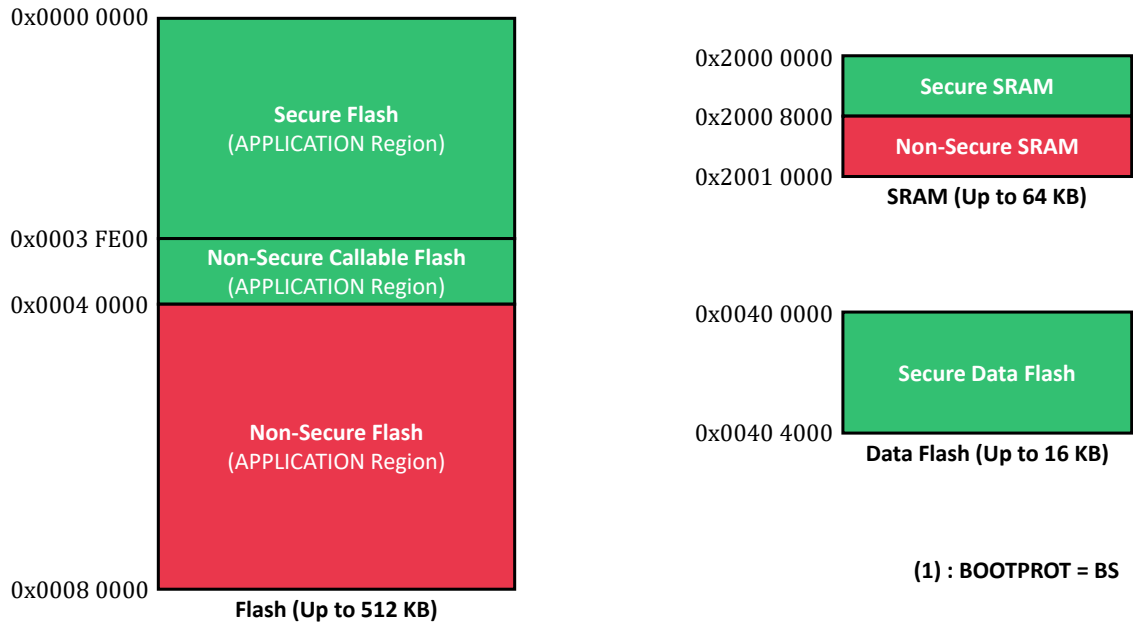 0x0000 0000
Secure Flash
(APPLICATION Region)
0x0003 FE00
Non-Secure Callable Flash
(APPLICATION Region)
0x0004 0000
Non-Secure Flash
(APPLICATION Region)
0x0008 0000
Flash (Up to 512 KB)
0x2000 0000
Secure SRAM
0x2000 8000
Non-Secure SRAM
0x2001 0000
SRAM (Up to 64 KB)
0x0040 0000
Secure Data Flash
0x0040 4000
Data Flash (Up to 16 KB)
(1) : BOOTPROT = BS